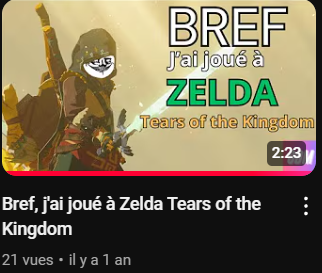 BREF
J'ai joué à
ZELDA
Tears of the Kingdom
2:23
Bref, j'ai joué à Zelda Tears of the
Kingdom
21 vues • il y a 1 an